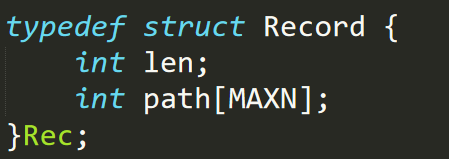 typedef struct Record {
    int len;
    int path[MAXN];
}Rec;